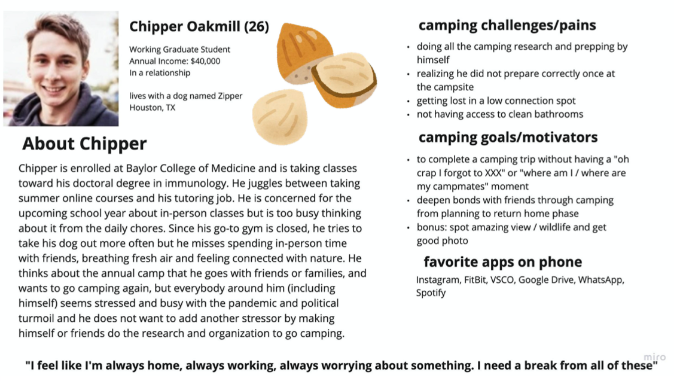 Chipper Oakmill (26)
Working Graduate Student
Annual Income: $40,000
In a relationship
lives with a dog named Zipper
Houston, TX
About Chipper
Chipper is enrolled at Baylor College of Medicine and is taking classes
toward his doctoral degree in immunology. He juggles between taking
summer online courses and his tutoring job. He is concerned for the
upcoming school year about in-person classes but is too busy thinking
about it from the daily chores. Since his go-to gym is closed, he tries to
take his dog out more often but he misses spending in-person time
with friends, breathing fresh air and feeling connected with nature. He
thinks about the annual camp that he goes with friends or families, and
wants to go camping again, but everybody around him (including
himself) seems stressed and busy with the pandemic and political
turmoil and he does not want to add another stressor by making
himself or friends do the research and organization to go camping.
camping challenges/pains
• doing all the camping research and prepping by
himself
• realizing he did not prepare correctly once at
the campsite
• getting lost in a low connection spot
• not having access to clean bathrooms
camping goals/motivators
• to complete a camping trip without having a "oh
crap I forgot to XXX" or "where am I / where are
my campmates" moment
• deepen bonds with friends through camping
from planning to return home phase
• bonus: spot amazing view / wildlife and get
good photo
favorite apps on phone
Instagram, FitBit, VSCO, Google Drive, WhatsApp,
Spotify
miro
"I feel like I'm always home, always working, always worrying about something. I need a break from all of these"